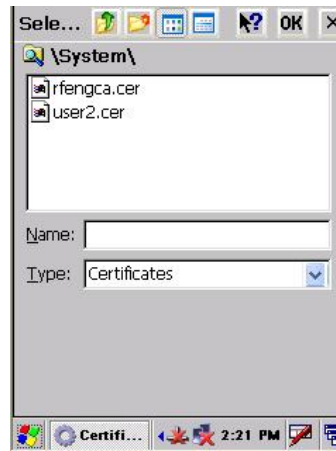 Sele... ? OK ×
\System\
rfengca.cer
user2.cer
Name:
Type: Certificates
Certifi... 2:21 PM